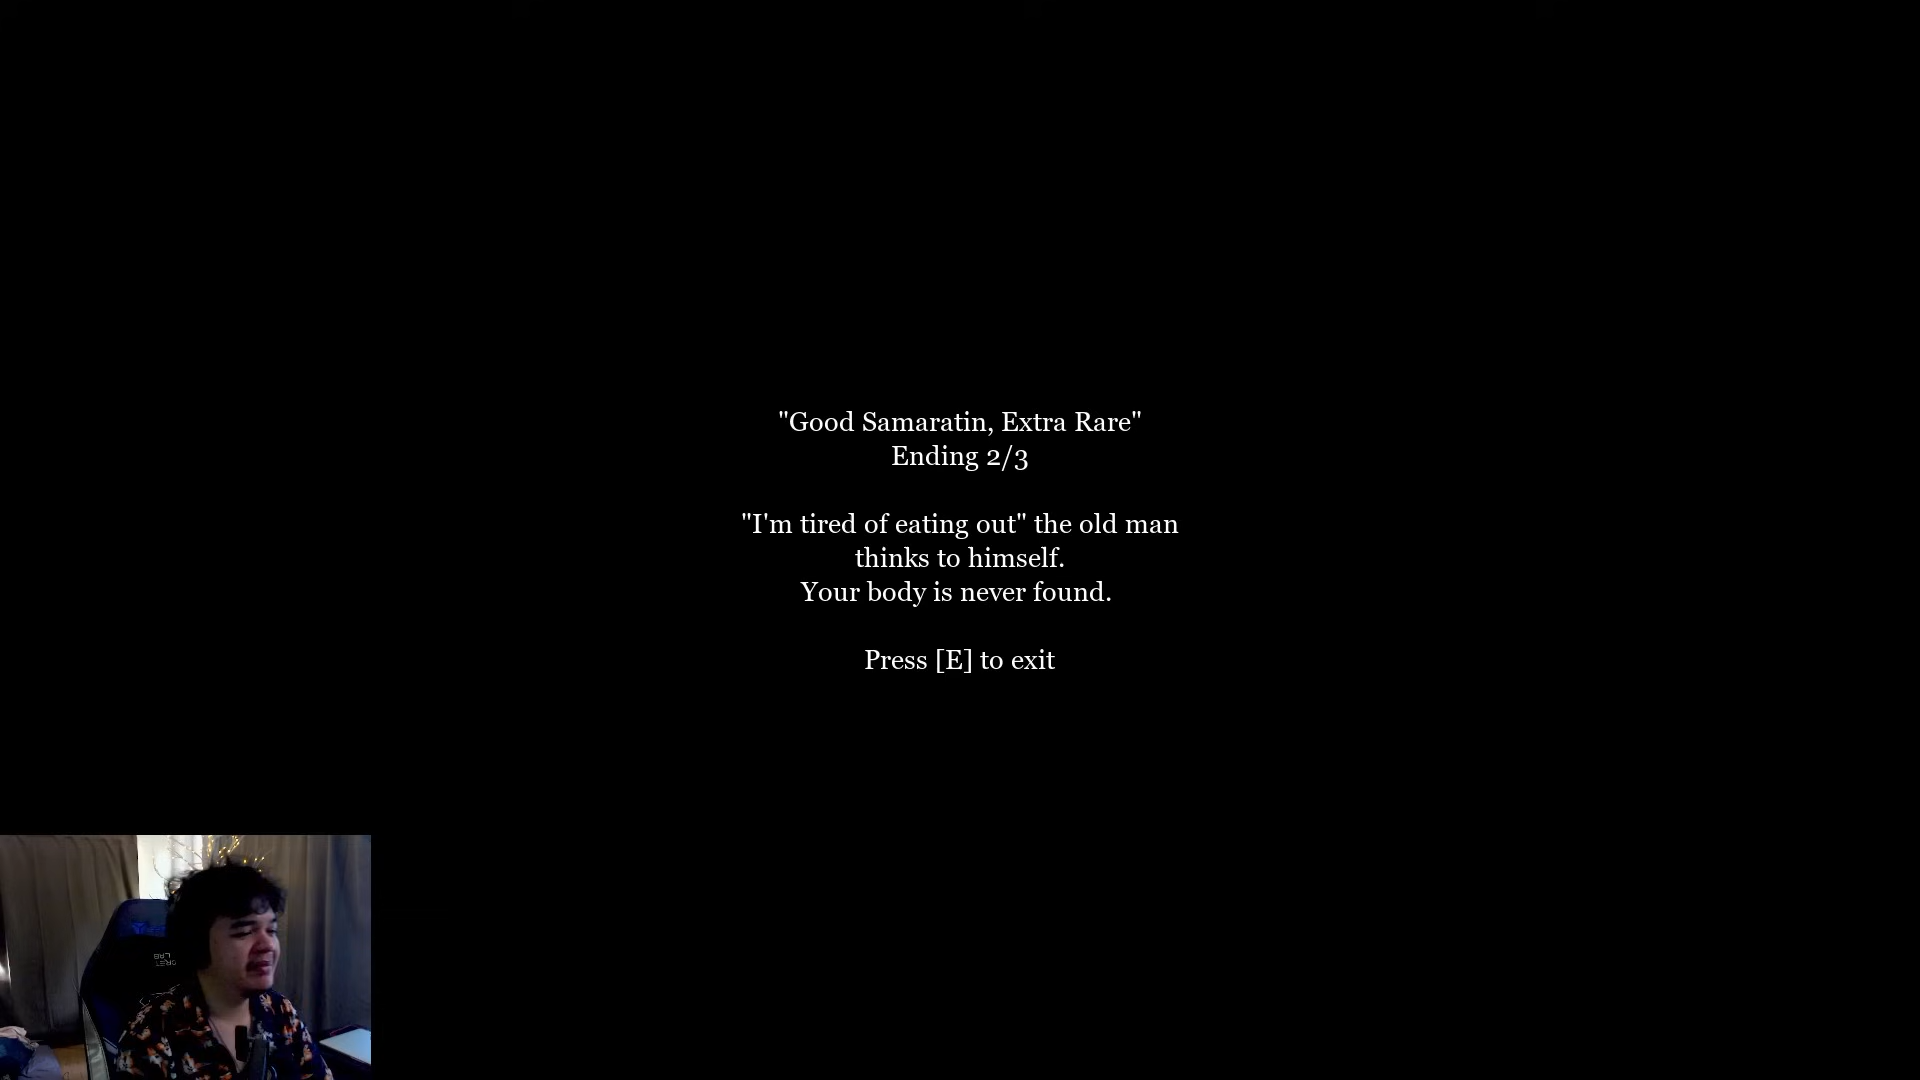 "Good Samaratin, Extra Rare"
Ending 2/3
"I'm tired of eating out" the old man
thinks to himself.
Your body is never found.
Press [E] to exit